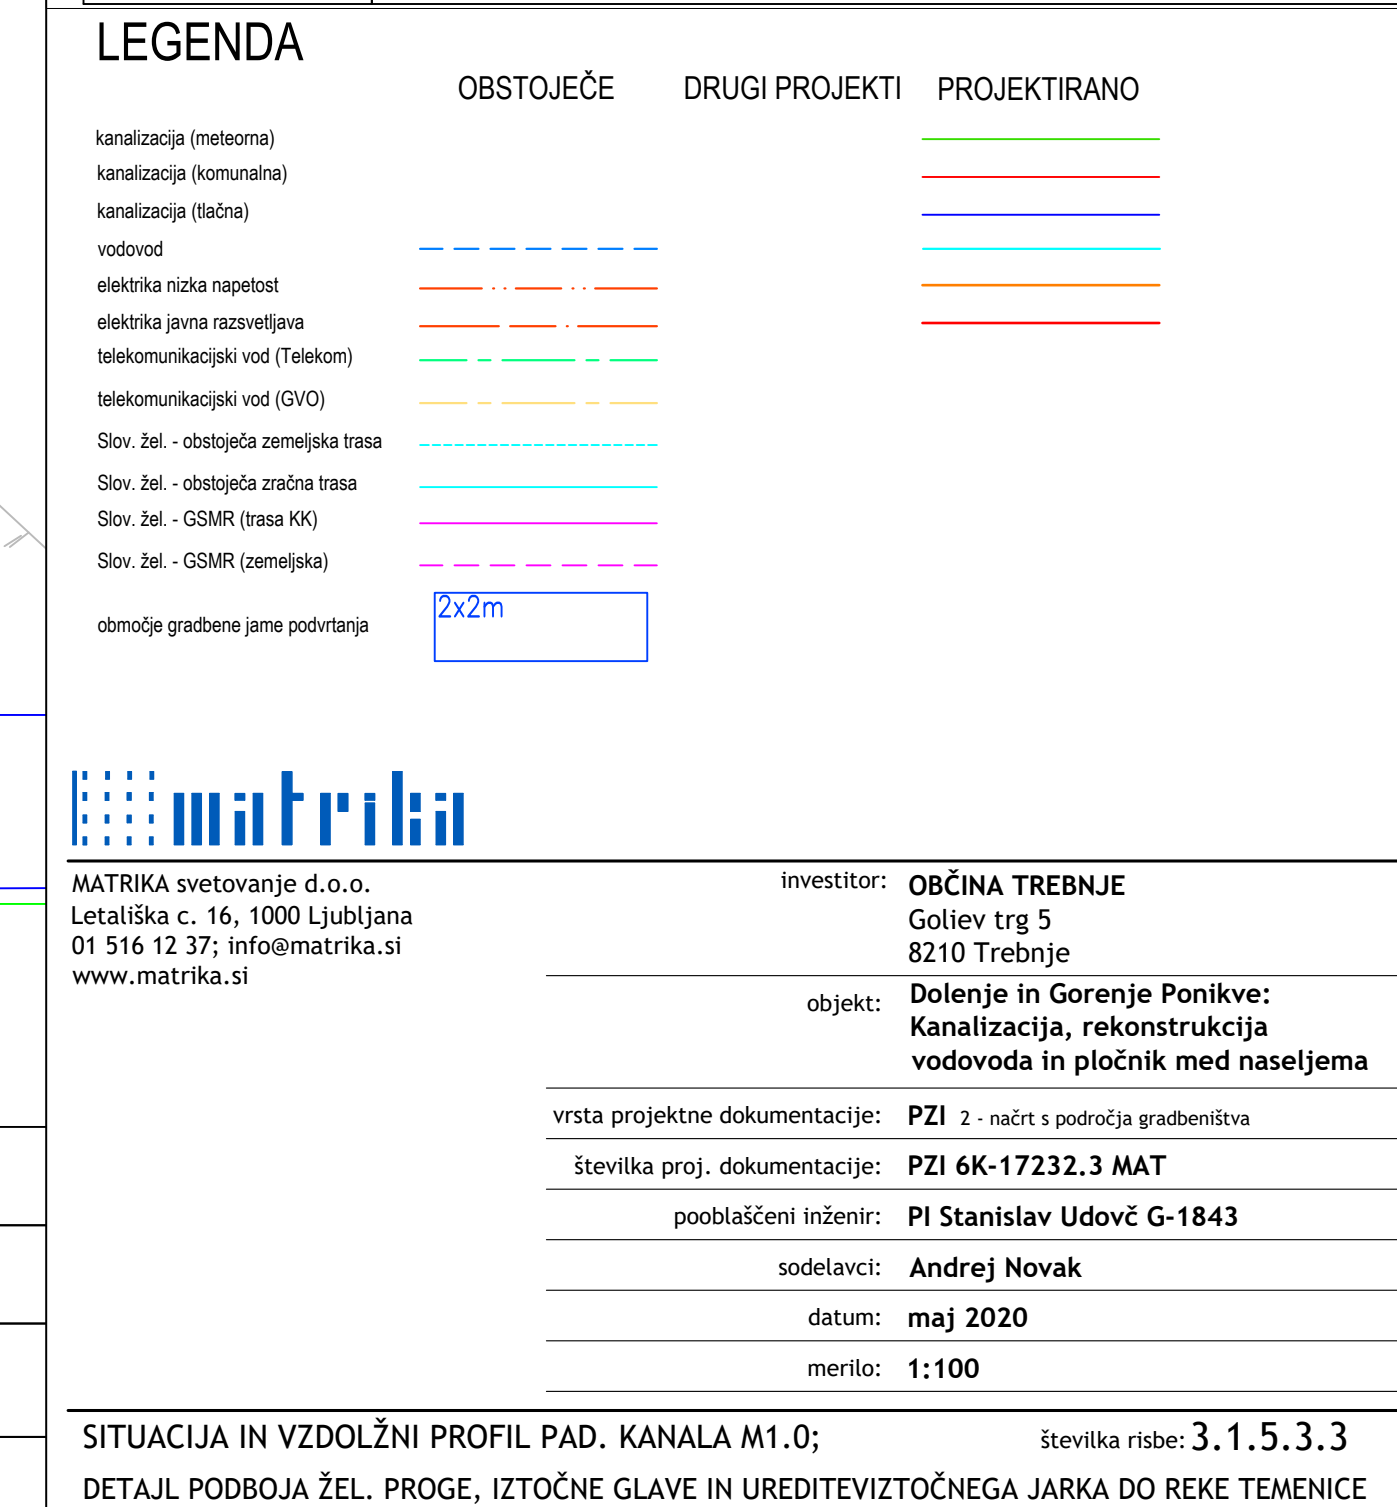 LEGENDA
OBSTOJEČE DRUGI PROJEKTI PROJEKTIRANO
kanalizacija (meteorna)
kanalizacija (komunalna)
kanalizacija (tlačna)
vodovod
elektrika nizka napetost
elektrika javna razsvetljava
telekomunikacijski vod (Telekom)
telekomunikacijski vod (GVO)
Slov. žel. - obstoječa zemeljska trasa
Slov. žel. - obstoječa zračna trasa
Slov. žel. - GSMR (trasa KK)
Slov. žel. - GSMR (zemeljska)
območje gradbene jame podvrtanja 2x2m
matrika
MATRIKA svetovanje d.o.o.
Letališka c. 16, 1000 Ljubljana
01 516 12 37; info@matrika.si
www.matrika.si
investitor: OBČINA TREBNJE
Goliev trg 5
8210 Trebnje
objekt: Dolenje in Gorenje Ponikve:
Kanalizacija, rekonstrukcija
vodovoda in pločnik med naseljema
vrsta projektne dokumentacije: PZI 2 - načrt s področja gradbeništva
številka proj. dokumentacije: PZI 6K-17232.3 MAT
pooblaščeni inženir: PI Stanislav Udovč G-1843
sodelavci: Andrej Novak
datum: maj 2020
merilo: 1:100
SITUACIJA IN VZDOLŽNI PROFIL PAD. KANALA M1.0; številka risbe: 3.1.5.3.3
DETAJL PODBOJA ŽEL. PROGE, IZTOČNE GLAVE IN UREDITEVIZTOČNEGA JARKA DO REKE TEMENICE